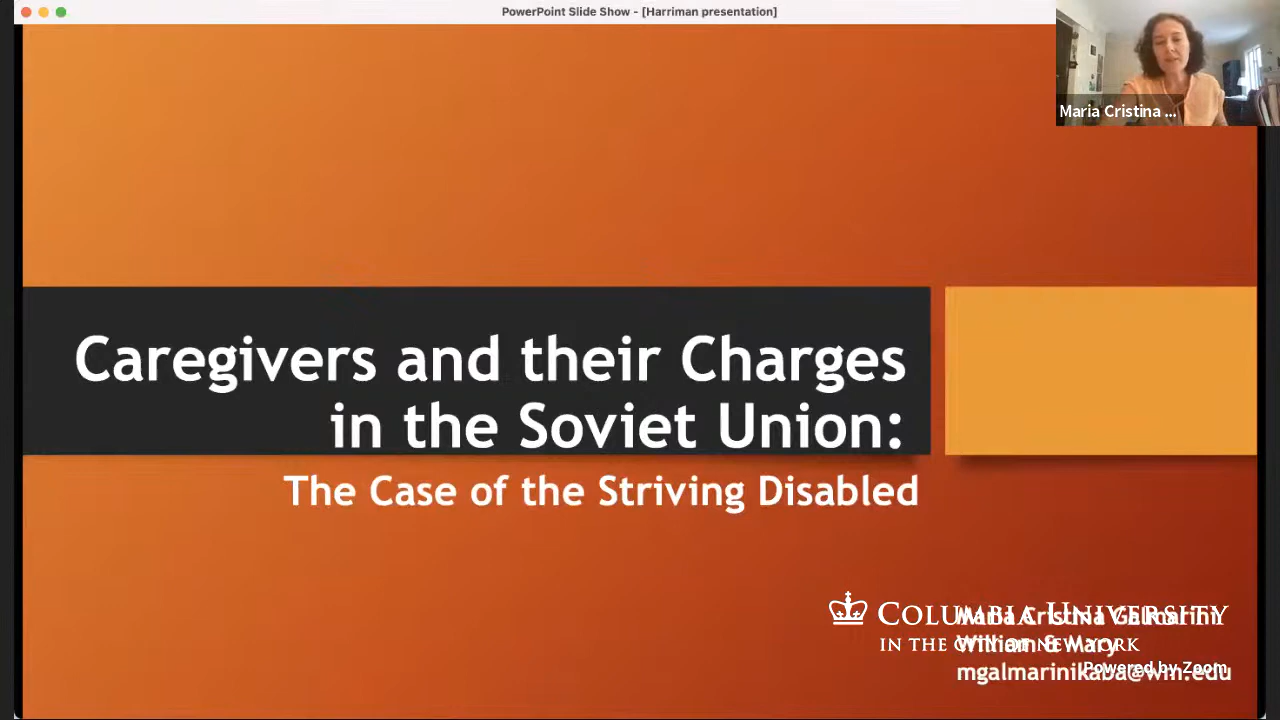 PowerPoint Slide Show - [Harriman presentation]
Maria Cristina ...
Caregivers and their Charges
in the Soviet Union:
The Case of the Striving Disabled
COLUMBIA UNIVERSITY
IN THE CITY OF NEW YORK
Maria Cristina Galmarini
William & Mary
mgalmarinikaba@wm.edu
Powered by Zoom